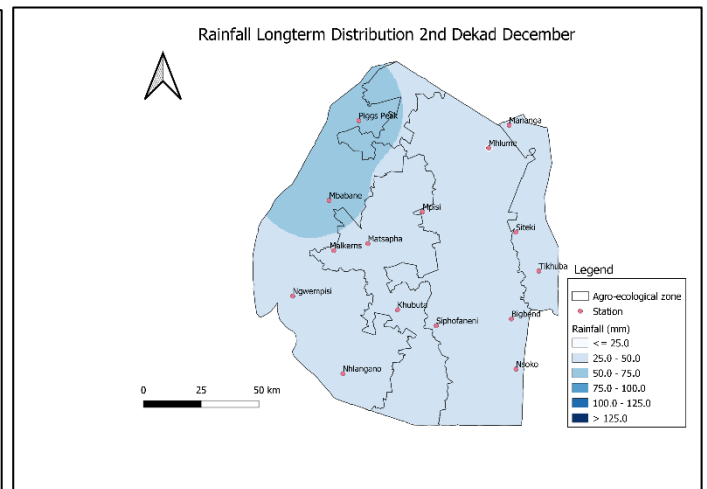 Rainfall Longterm Distribution 2nd Dekad December
Piggs Peak
Mananga
Mhlume
Mbabane
Mpisi
Siteki
Malkerns
Matsapha
Tikhuba
Ngwempisi
Khubuta
Siphofaneni
Bigbend
Nhlangano
Nsoko
0 25 50 km
Legend
Agro-ecological zone
Station
Rainfall (mm)
<= 25.0
25.0 - 50.0
50.0 - 75.0
75.0 - 100.0
100.0 - 125.0
> 125.0